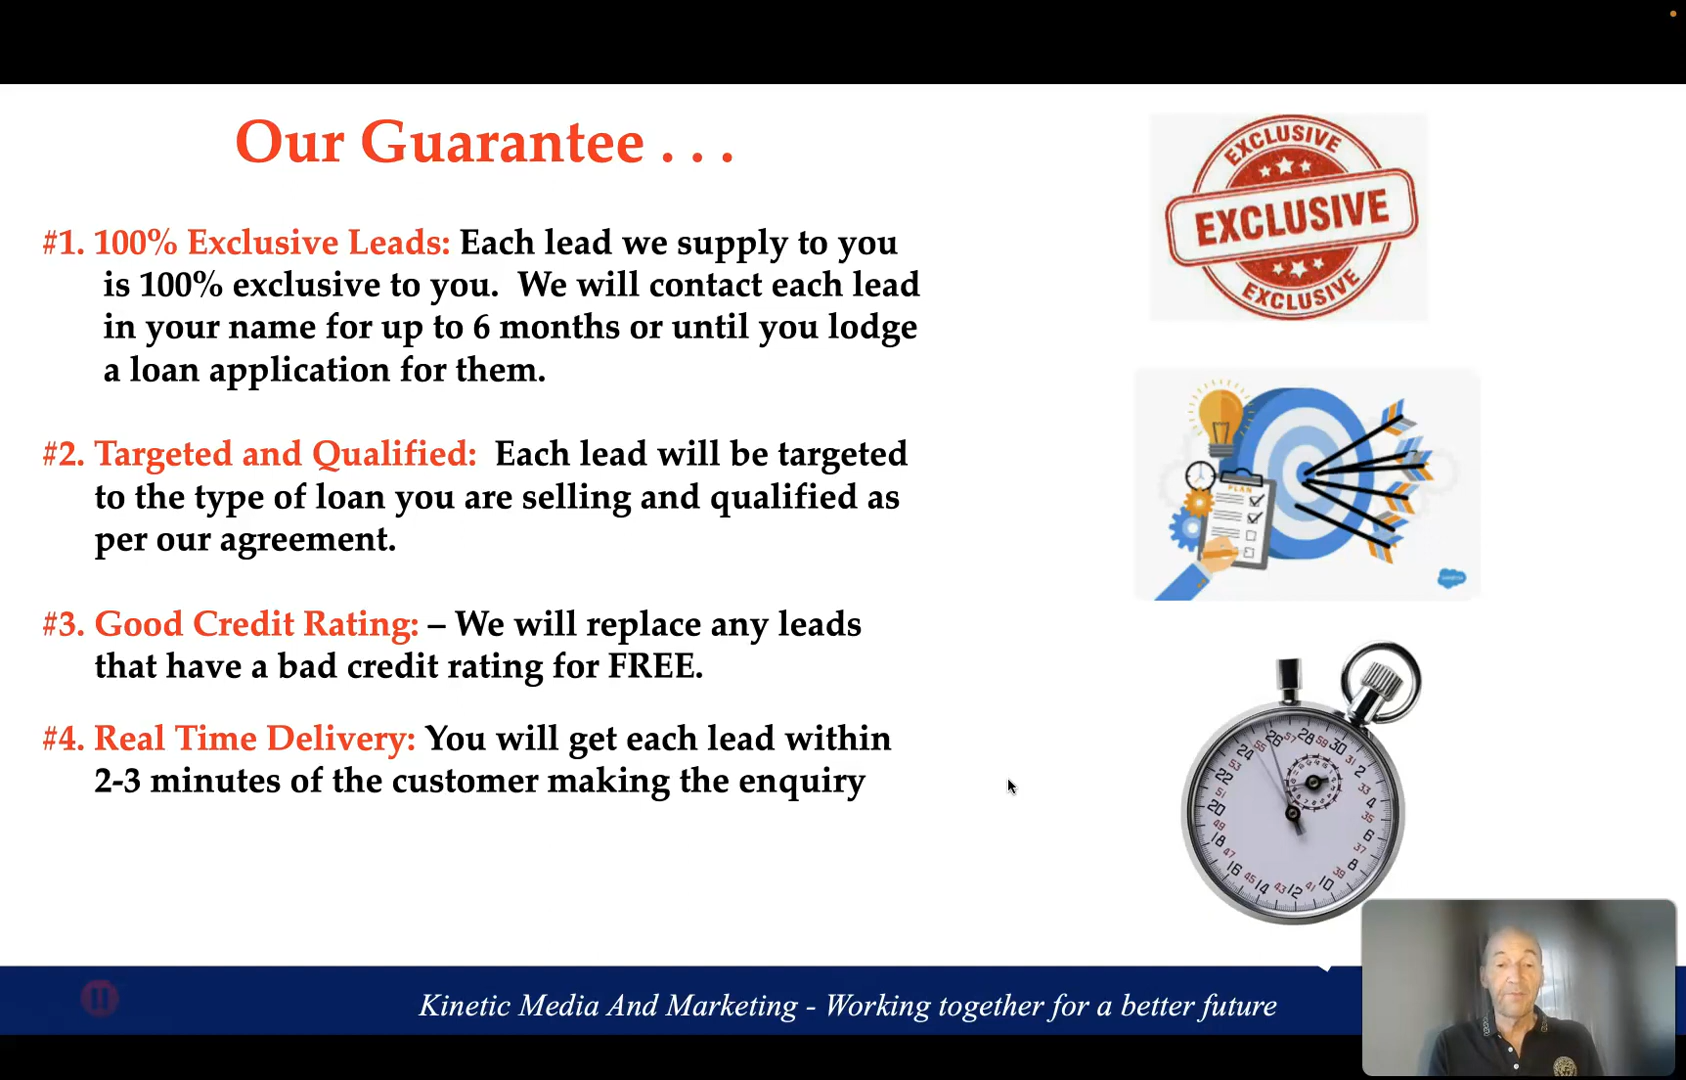 Our Guarantee . . .
#1. 100% Exclusive Leads: Each lead we supply to you
is 100% exclusive to you.  We will contact each lead
in your name for up to 6 months or until you lodge
a loan application for them.
#2. Targeted and Qualified:  Each lead will be targeted
to the type of loan you are selling and qualified as
per our agreement.
#3. Good Credit Rating: – We will replace any leads
that have a bad credit rating for FREE.
#4. Real Time Delivery: You will get each lead within
2-3 minutes of the customer making the enquiry
EXCLUSIVE
EXCLUSIVE
EXCLUSIVE
PLAN
Kinetic Media And Marketing - Working together for a better future